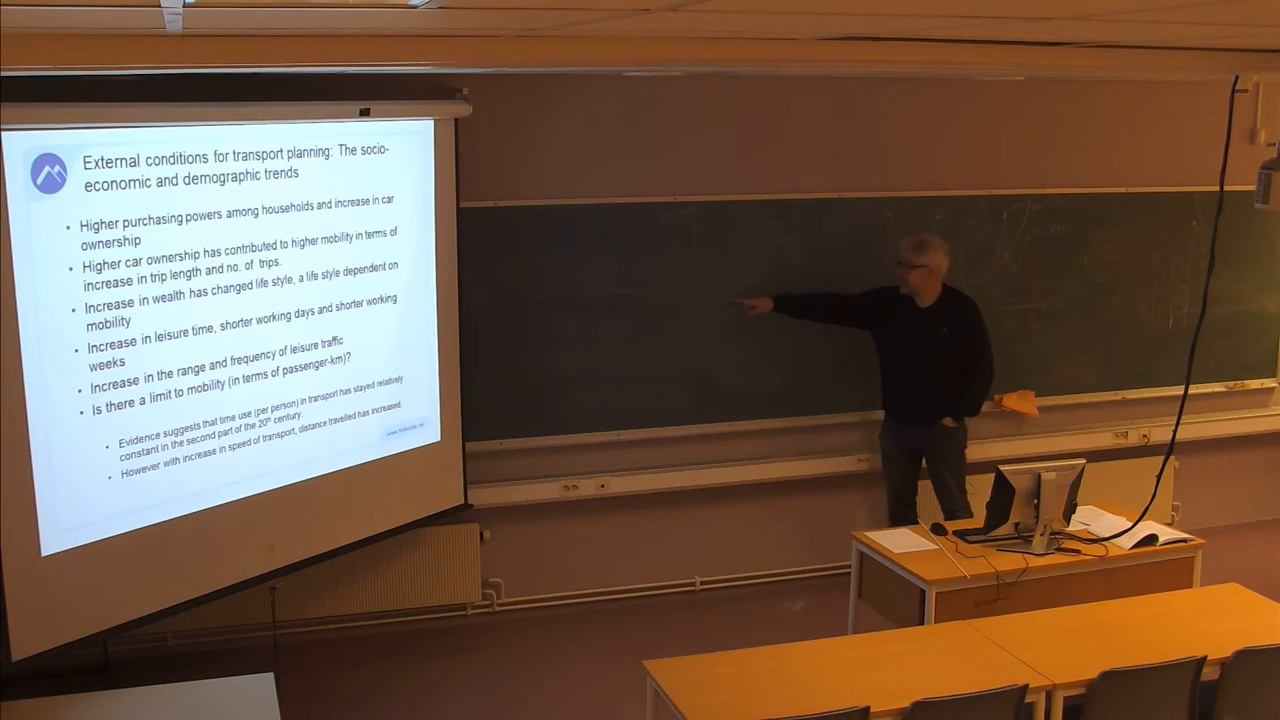 External conditions for transport planning: The socio-
economic and demographic trends
• Higher purchasing powers among households and increase in car
ownership
• Higher car ownership has contributed to higher mobility in terms of
increase in trip length and no. of trips.
• Increase in wealth has changed life style, a life style dependent on
mobility
• Increase in leisure time, shorter working days and shorter working
weeks
• Increase in the range and frequency of leisure traffic
• Is there a limit to mobility (in terms of passenger-km)?
• Evidence suggests that time use (per person) in transport has stayed relatively
constant in the second part of the 20th century.
• However with increase in speed of transport, distance travelled has increased.